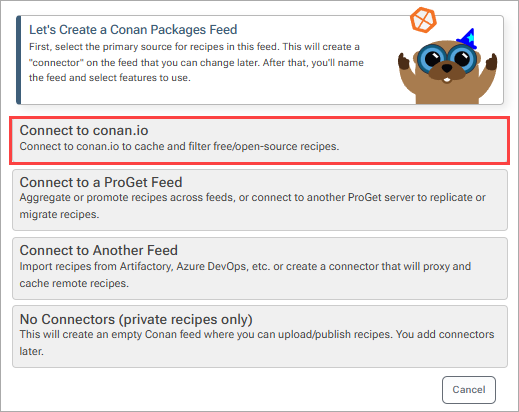 Let's Create a Conan Packages Feed
First, select the primary source for recipes in this feed. This will create a
"connector" on the feed that you can change later. After that, you'll name
the feed and select features to use.
Connect to conan.io
Connect to conan.io to cache and filter free/open-source recipes.
Connect to a ProGet Feed
Aggregate or promote recipes across feeds, or connect to another ProGet server to replicate or
migrate recipes.
Connect to Another Feed
Import recipes from Artifactory, Azure DevOps, etc. or create a connector that will proxy and
cache remote recipes.
No Connectors (private recipes only)
This will create an empty Conan feed where you can upload/publish recipes. You add connectors
later.
Cancel